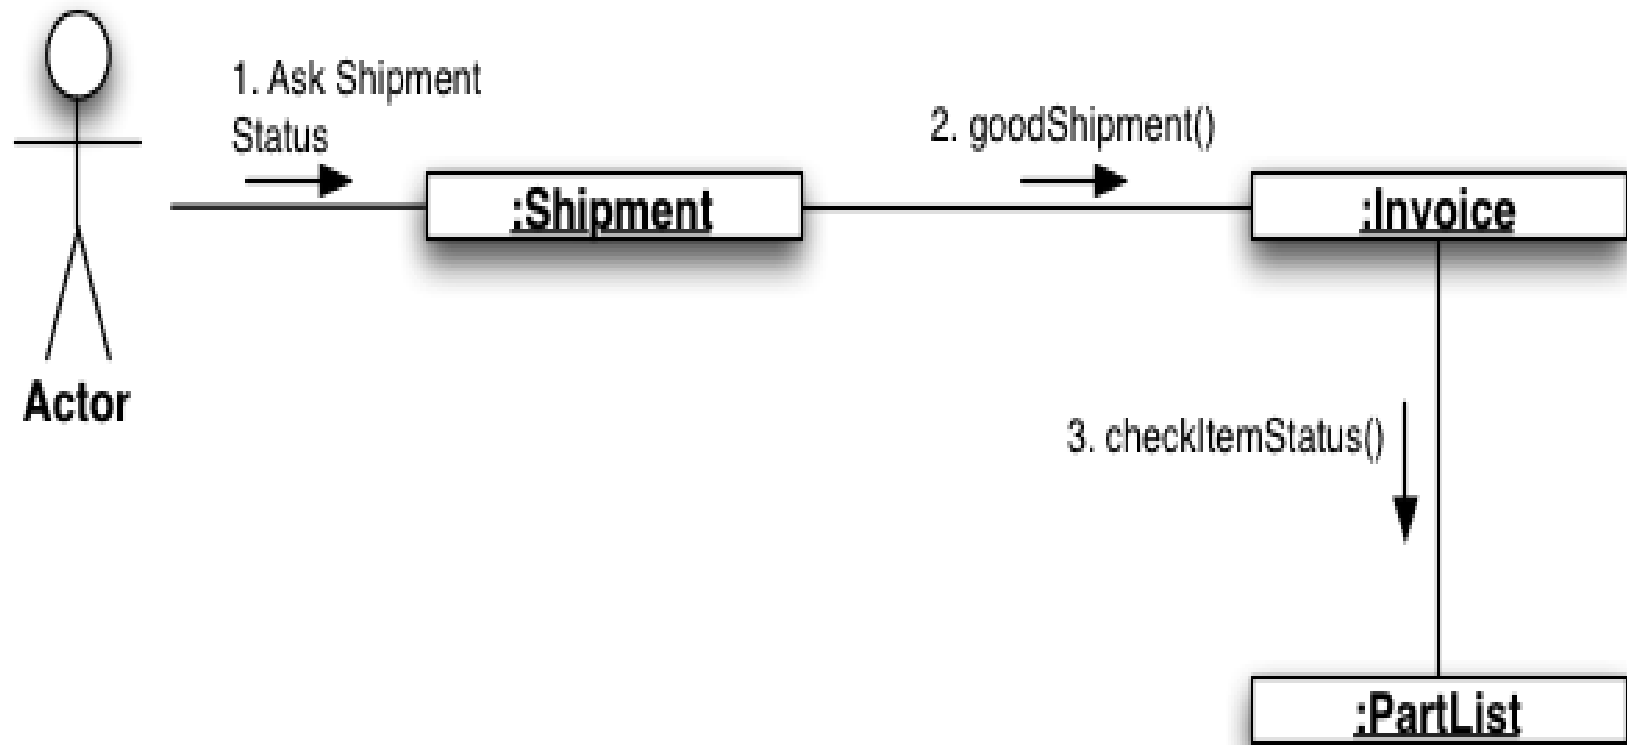 1. Ask Shipment
Status
2. goodShipment()
:Shipment
:Invoice
Actor
3. checkItemStatus()
:PartList